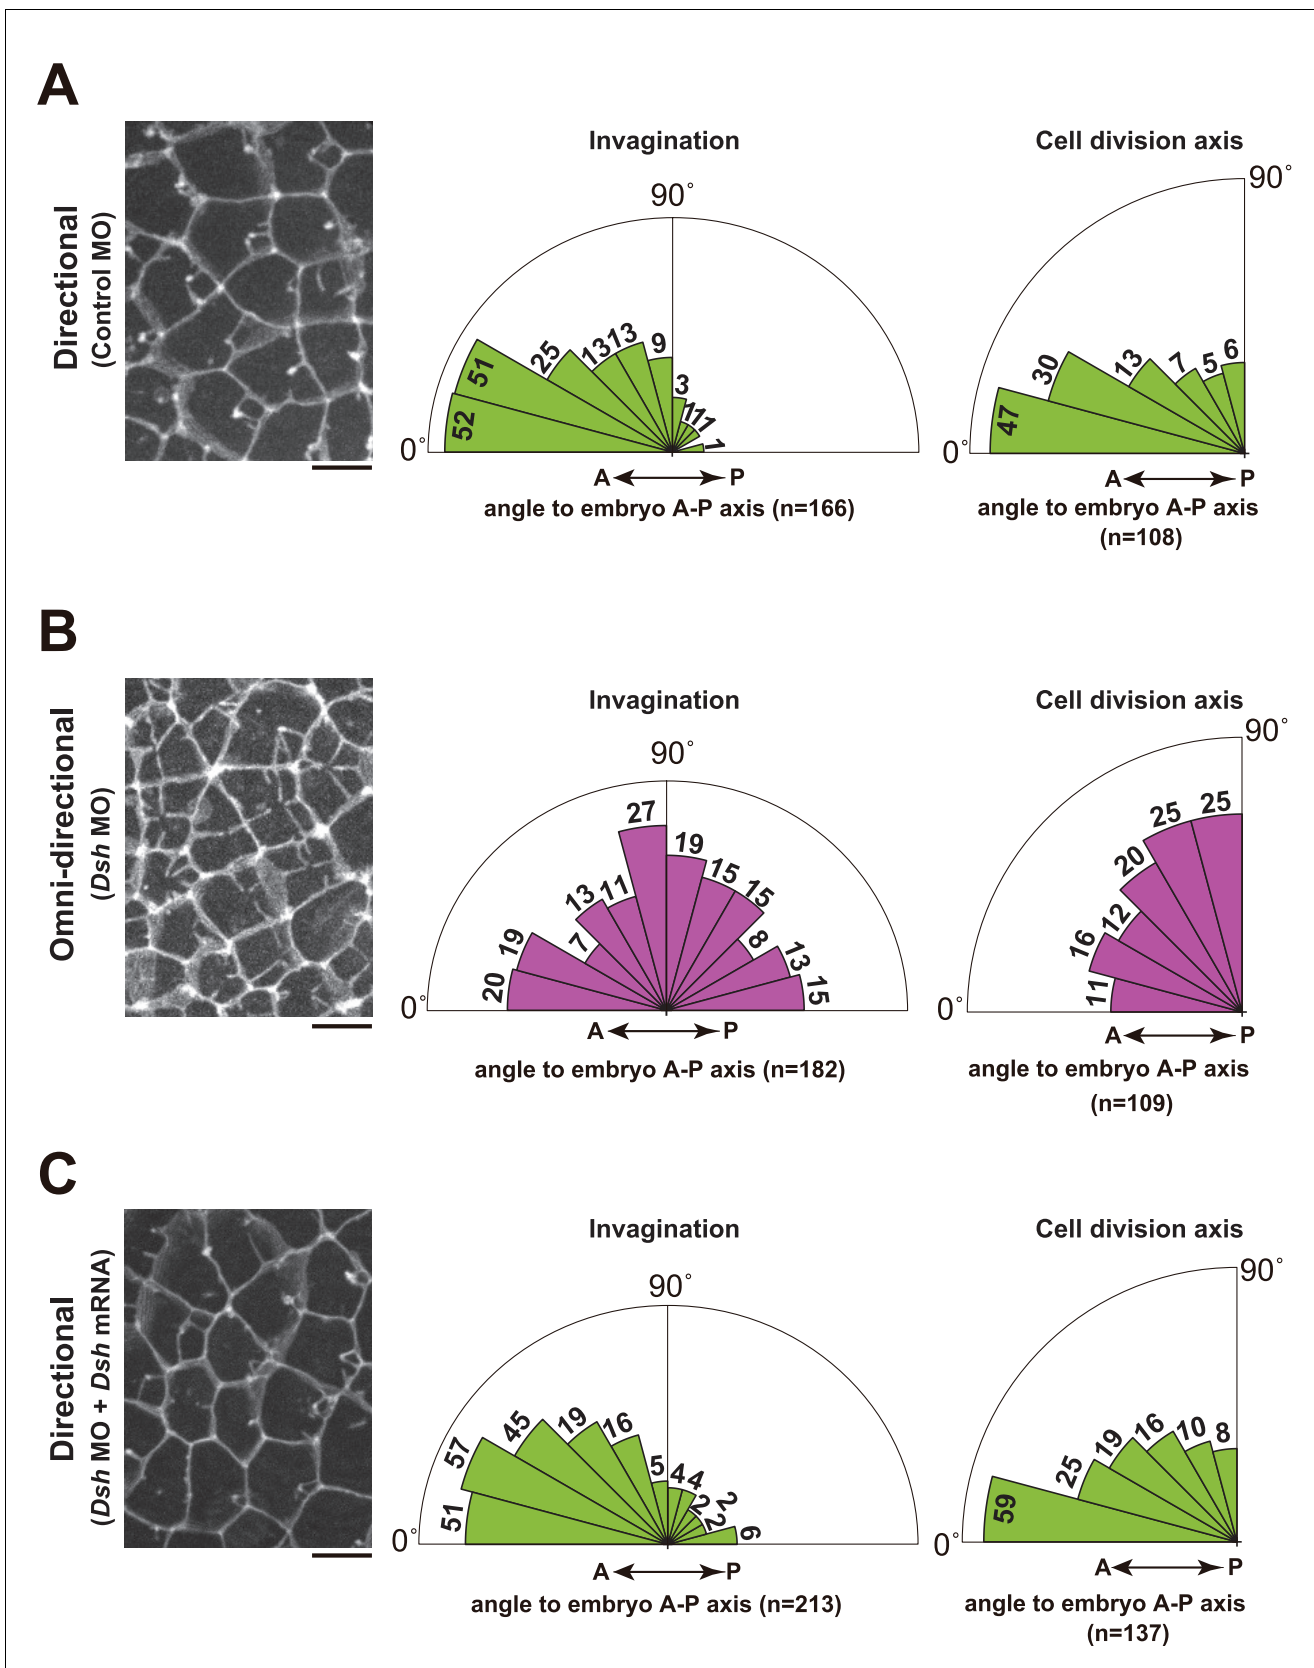 A
Directional
(Control MO)
Invagination
90°
0°
52
51
25
13
13
9
3
1
1
1
1
A P
angle to embryo A-P axis (n=166)
Cell division axis
90°
0°
47
30
13
7
5
6
A P
angle to embryo A-P axis
(n=108)
B
Omni-directional
(Dsh MO)
Invagination
90°
0°
20
19
7
13
11
27
19
15
15
8
13
15
A P
angle to embryo A-P axis (n=182)
Cell division axis
90°
0°
11
16
12
20
25
25
A P
angle to embryo A-P axis
(n=109)
C
Directional
(Dsh MO + Dsh mRNA)
Invagination
90°
0°
51
57
45
19
16
5
4
4
2
2
2
6
A P
angle to embryo A-P axis (n=213)
Cell division axis
90°
0°
59
25
19
16
10
8
A P
angle to embryo A-P axis
(n=137)